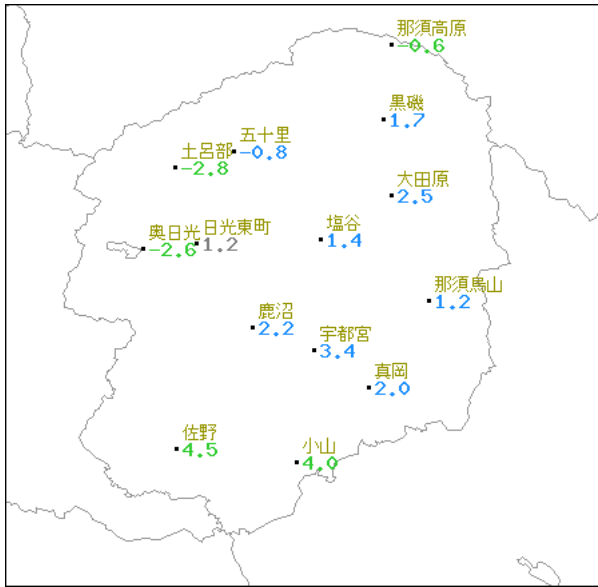 那須高原
-0.6
黒磯
1.7
五十里
-0.8
土呂部
-2.8
大田原
2.5
奥日光
-2.6
日光東町
1.2
塩谷
1.4
那須烏山
1.2
鹿沼
2.2
宇都宮
3.4
真岡
2.0
佐野
4.5
小山
4.0